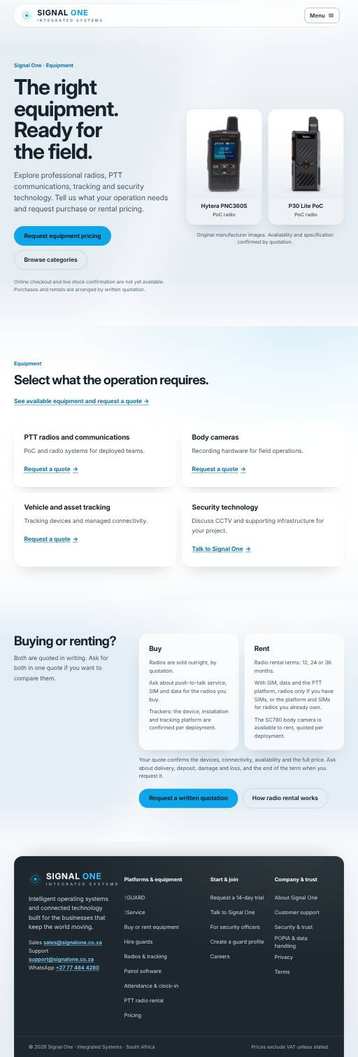 SIGNAL ONE
INTEGRATED SYSTEMS
Menu
Signal One · Equipment
The right
equipment.
Ready for
the field.
Explore professional radios, PTT
communications, tracking and security
technology. Tell us what your operation needs
and request purchase or rental pricing.
Request equipment pricing
Browse categories
Online checkout and live stock confirmation are not yet available.
Purchases and rentals are arranged by written quotation.
Hytera PNC360S
PoC radio
P30 Lite PoC
PoC radio
Original manufacturer images. Availability and specification
confirmed by quotation.
Equipment
Select what the operation requires.
See available equipment and request a quote →
PTT radios and communications
PoC and radio systems for deployed teams.
Request a quote →
Body cameras
Recording hardware for field operations.
Request a quote →
Vehicle and asset tracking
Tracking devices and managed connectivity.
Request a quote →
Security technology
Discuss CCTV and supporting infrastructure for
your project.
Talk to Signal One →
Buying or renting?
Both are quoted in writing. Ask for
both in one quote if you want to
compare them.
Buy
Radios are sold outright, by
quotation.
Ask about push-to-talk service,
SIM and data for the radios you
buy.
Trackers: the device, installation
and tracking platform are
confirmed per deployment.
Rent
Radio rental terms: 12, 24 or 36
months.
With SIM, data and the PTT
platform, radios only if you have
SIMs, or the platform and SIMs
for radios you already own.
The SC780 body camera is
available to rent, quoted per
deployment.
Your quote confirms the devices, connectivity, availability and the full price. Ask
about delivery, deposit, damage and loss, and the end of the term when you
request it.
Request a written quotation
How radio rental works
SIGNAL ONE
INTEGRATED SYSTEMS
Intelligent operating systems
and connected technology
built for the businesses that
keep the world moving.
Sales sales@signalone.co.za
Support
support@signalone.co.za
WhatsApp +27 77 484 4280
Platforms & equipment
GUARD
Service
Buy or rent equipment
Hire guards
Radios & tracking
Patrol software
Attendance & clock-in
PTT radio rental
Pricing
Start & join
Request a 14-day trial
Talk to Signal One
For security officers
Create a guard profile
Careers
Company & trust
About Signal One
Customer support
Security & trust
POPIA & data
handling
Privacy
Terms
© 2026 Signal One · Integrated Systems · South Africa
Prices exclude VAT unless stated.